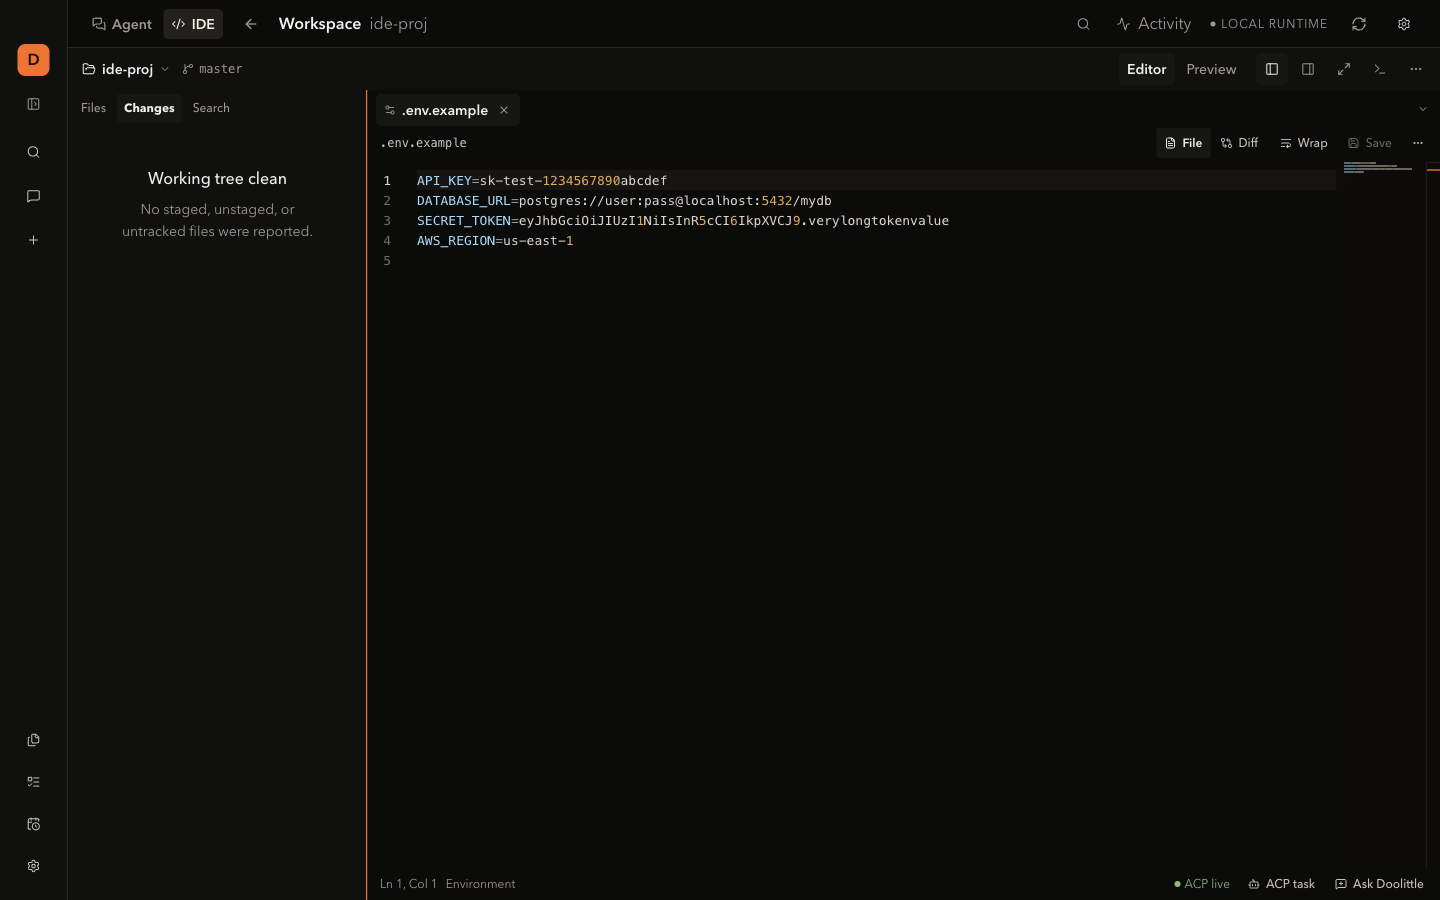 Agent
IDE
Workspace ide-proj
Activity
LOCAL RUNTIME
D
ide-proj
master
Editor
Preview
Files
Changes
Search
.env.example
.env.example
File
Diff
Wrap
Save
Working tree clean
No staged, unstaged, or
untracked files were reported.
1 API_KEY=sk-test-1234567890abcdef
2 DATABASE_URL=postgres://user:pass@localhost:5432/mydb
3 SECRET_TOKEN=eyJhbGciOiJIUzI1NiIsInR5cCI6IkpXVCJ9.verylongtokenvalue
4 AWS_REGION=us-east-1
5
Ln 1, Col 1
Environment
ACP live
ACP task
Ask Doolittle